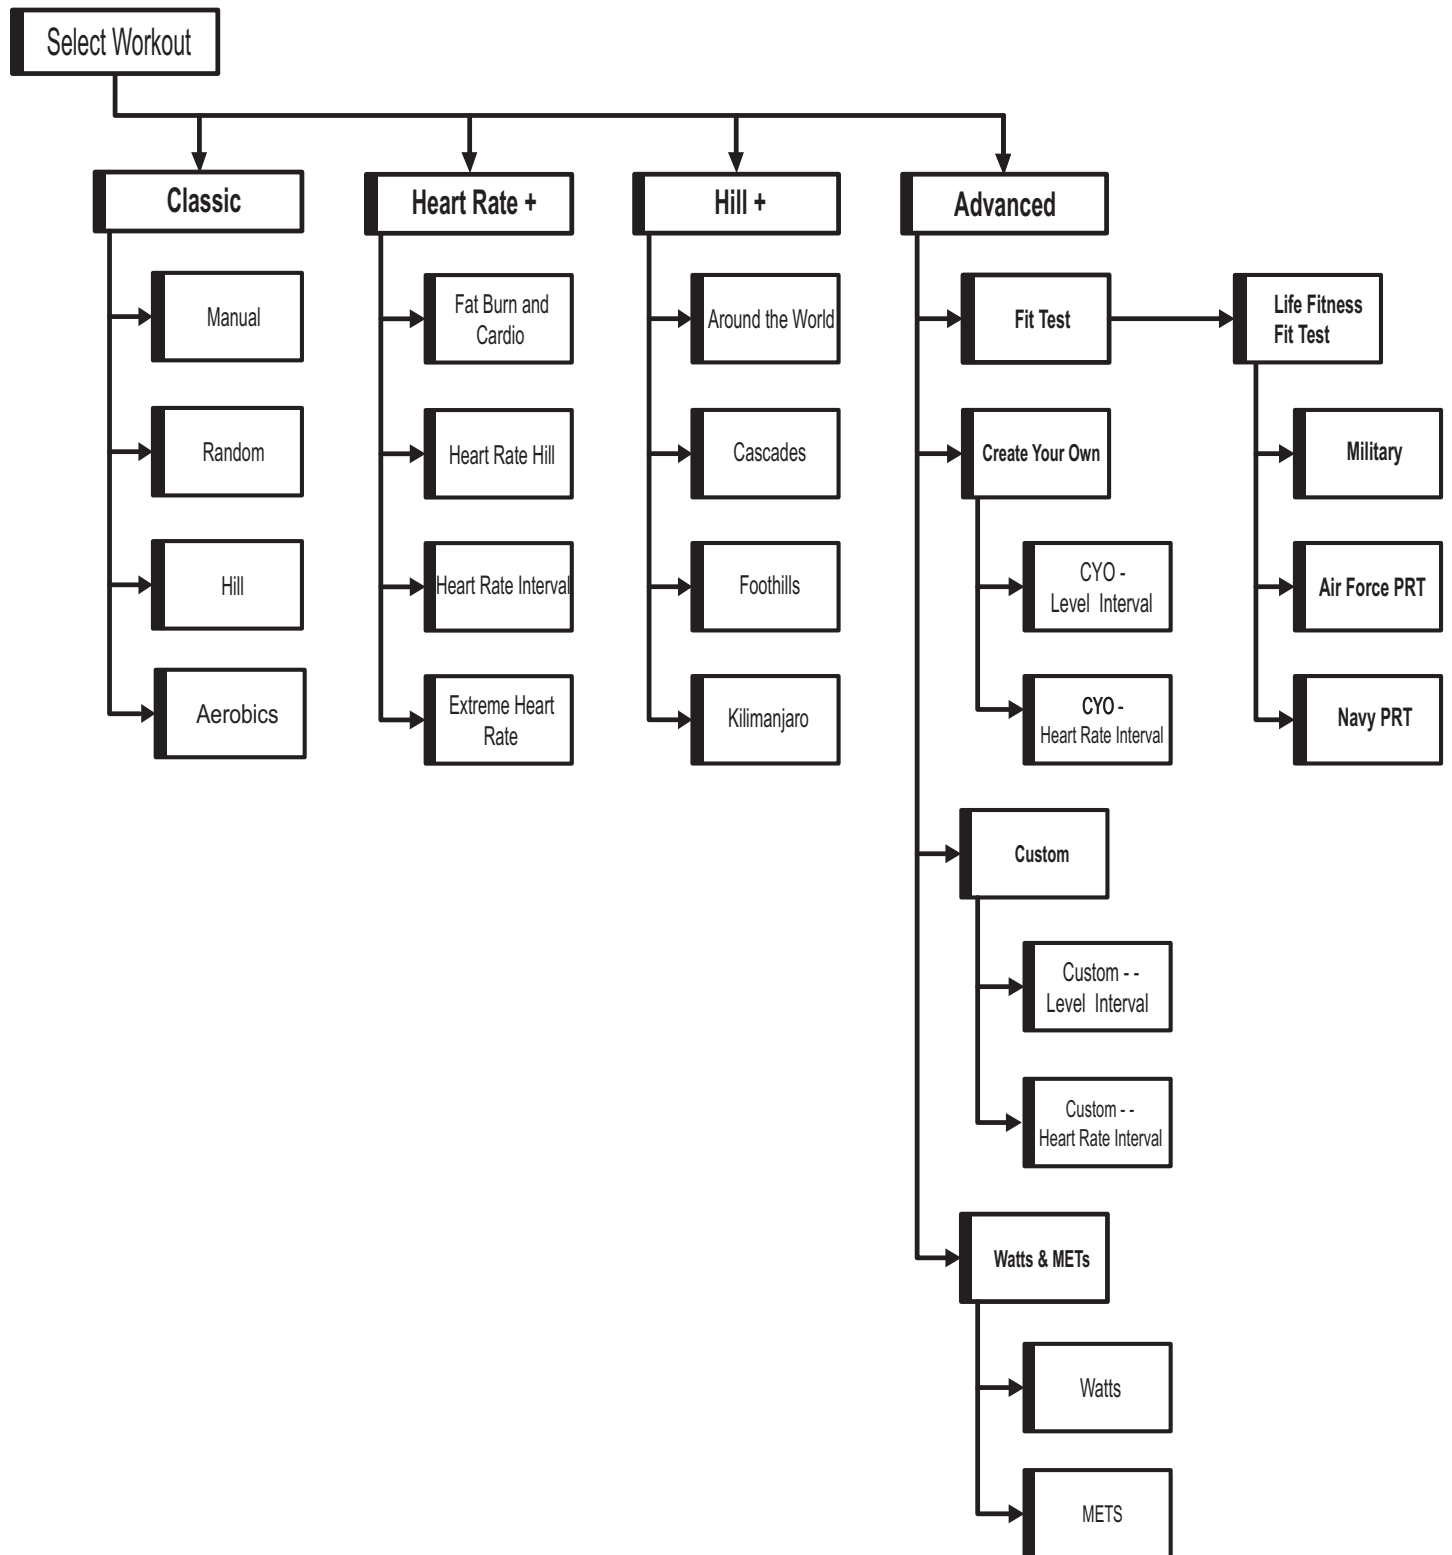 Select Workout
Classic
Heart Rate +
Hill +
Advanced
Manual
Random
Hill
Aerobics
Fat Burn and
Cardio
Heart Rate Hill
Heart Rate Interval
Extreme Heart
Rate
Around the World
Cascades
Foothills
Kilimanjaro
Fit Test
Life Fitness
Fit Test
Military
Air Force PRT
Navy PRT
Create Your Own
CYO -
Level Interval
CYO -
Heart Rate Interval
Custom
Custom - -
Level Interval
Custom - -
Heart Rate Interval
Watts & METs
Watts
METS